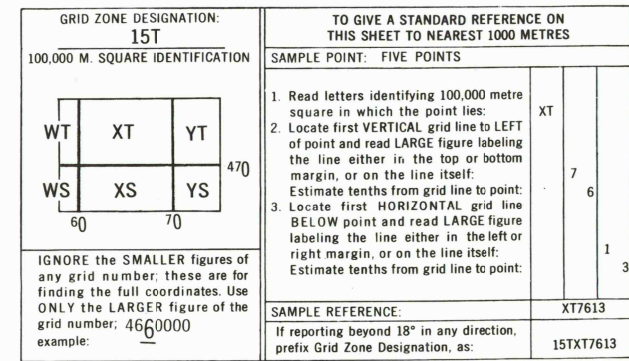 GRID ZONE DESIGNATION:
15T
100,000 M. SQUARE IDENTIFICATION
WT XT YT
470
WS XS YS
60 70
IGNORE the SMALLER figures of
any grid number; these are for
finding the full coordinates. Use
ONLY the LARGER figure of the
grid number; 4660000
example:
TO GIVE A STANDARD REFERENCE ON
THIS SHEET TO NEAREST 1000 METRES
SAMPLE POINT: FIVE POINTS
1. Read letters identifying 100,000 metre
square in which the point lies: XT
2. Locate first VERTICAL grid line to LEFT
of point and read LARGE figure labeling
the line either in the top or bottom
margin, or on the line itself: 7
Estimate tenths from grid line to point: 6
3. Locate first HORIZONTAL grid line
BELOW point and read LARGE figure
labeling the line either in the left or
right margin, or on the line itself: 1
Estimate tenths from grid line to point: 3
SAMPLE REFERENCE: XT7613
If reporting beyond 18° in any direction,
prefix Grid Zone Designation, as: 15TXT7613